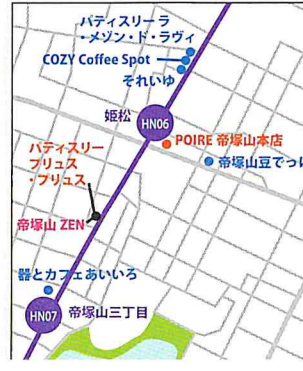 パティスリー ラ
・メゾン・ド・ラヴィ
COZY Coffee Spot
それいゆ
HN06
姫松
POIRE 帝塚山本店
帝塚山豆でっぽ
パティスリー
プリュス
・プリュス
帝塚山 ZEN
器とカフェあいいろ
HN07
帝塚山三丁目